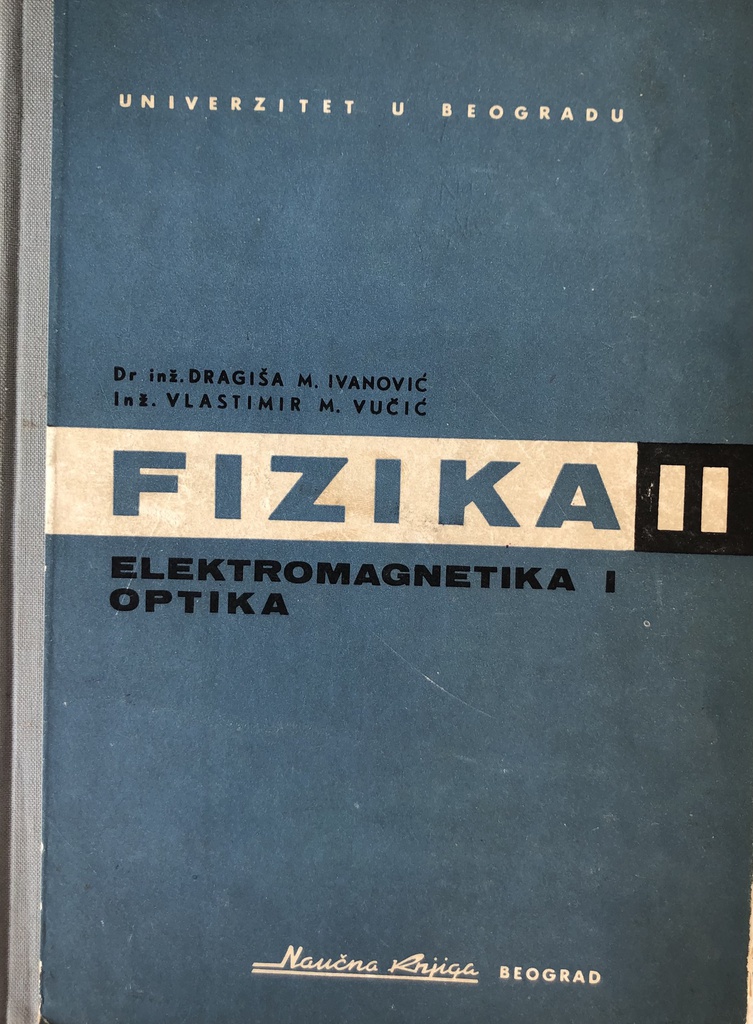 UNIVERZITET U BEOGRADU
Dr inž. DRAGIŠA M. IVANOVIĆ
Inž. VLASTIMIR M. VUČIĆ
FIZIKA II
ELEKTROMAGNETIKA I
OPTIKA
Naučna Knjiga BEOGRAD